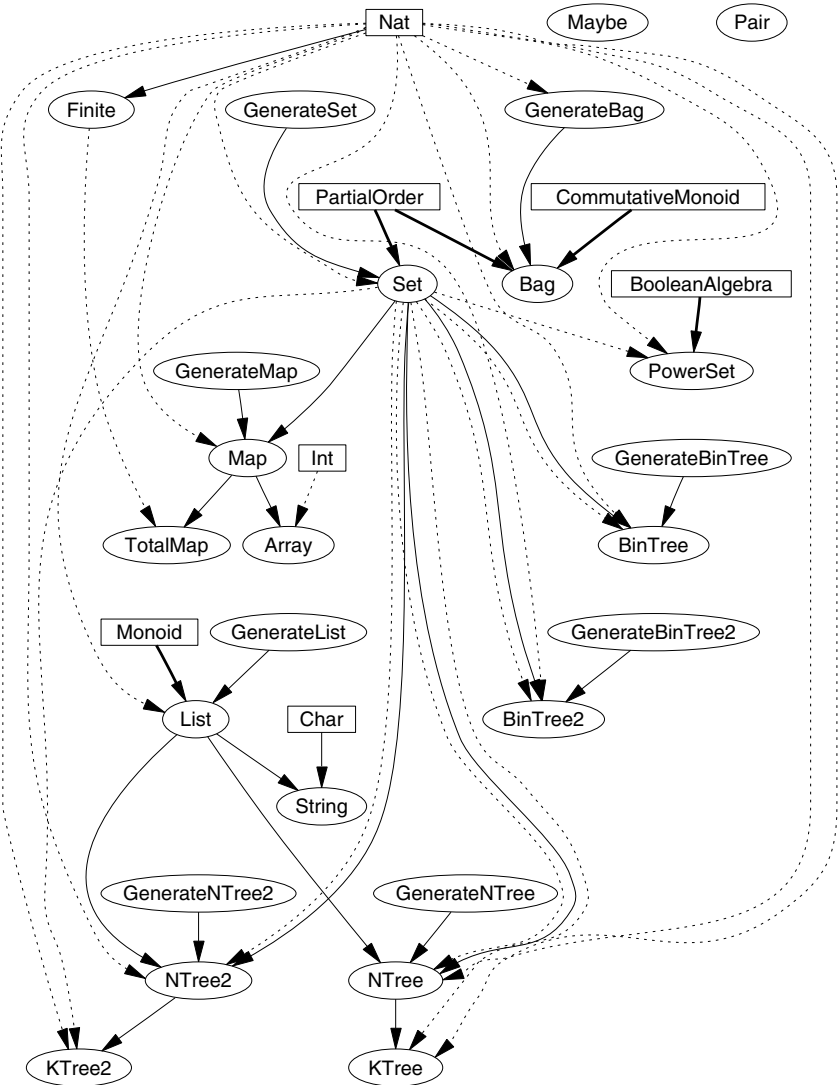 Nat
Maybe
Pair
Finite
GenerateSet
GenerateBag
PartialOrder
CommutativeMonoid
Set
Bag
BooleanAlgebra
GenerateMap
PowerSet
Map
Int
GenerateBinTree
TotalMap
Array
BinTree
Monoid
GenerateList
GenerateBinTree2
List
Char
BinTree2
String
GenerateNTree2
GenerateNTree
NTree2
NTree
KTree2
KTree